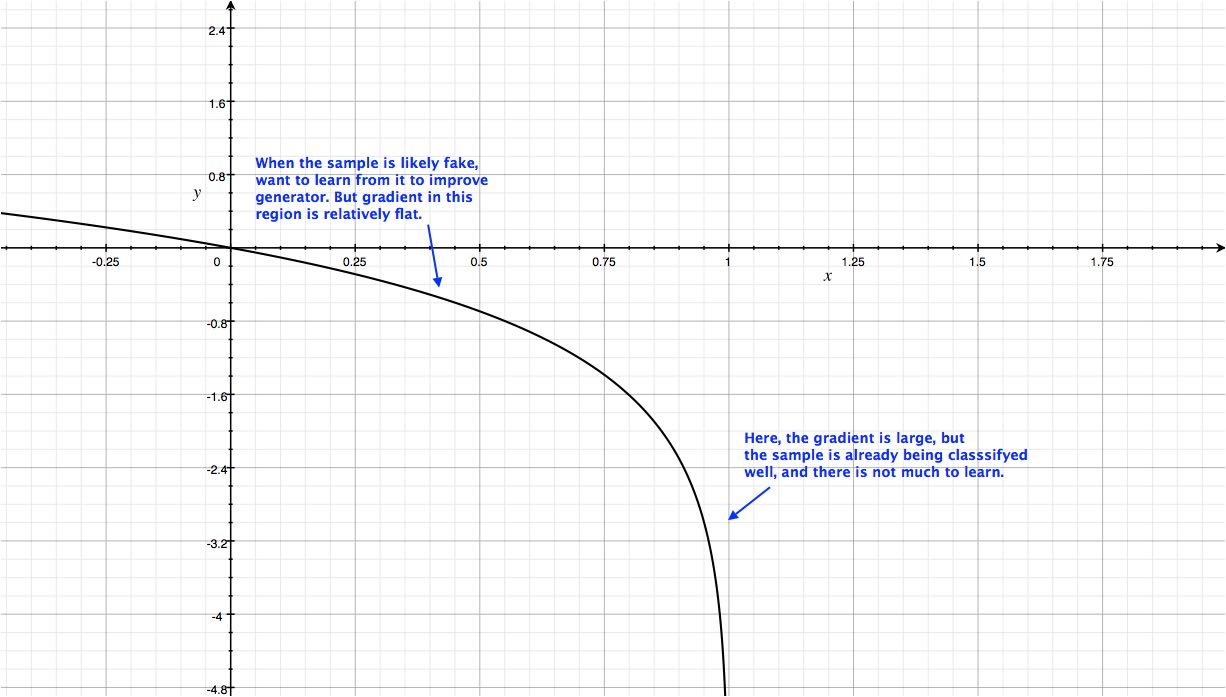 2.4
1.6
When the sample is likely fake,
0.8
want to learn from it to improve
y
generator. But gradient in this
region is relatively flat.
-0.25
0
0.25
0.5
0.75
1
1.25
1.5
1.75
x
-0.8
-1.6
Here, the gradient is large, but
the sample is already being classsifyed
-2.4
well, and there is not much to learn.
-3.2
-4
-4.8